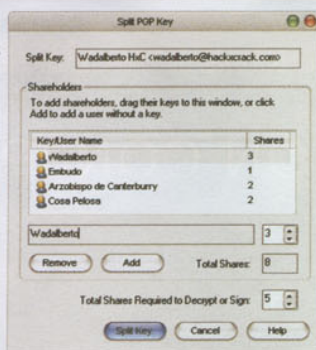 Split PGP Key
Split Key: Wadalberto HxC <wadalberto@hackxcrack.com>
Shareholders
To add shareholders, drag their keys to this window, or click
Add to add a user without a key.
Key/User Name Shares
Wadalberto 3
Embudo 1
Arzobispo de Canterburry 2
Cosa Pelosa 2
Wadalberto 3
Remove Add Total Shares: 8
Total Shares Required to Decrypt or Sign: 5
Split Key Cancel Help